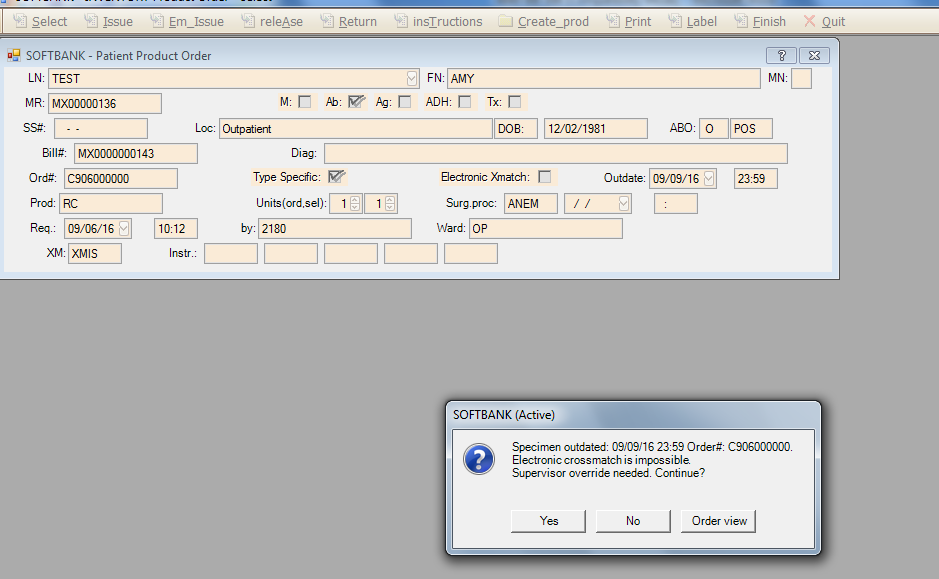 Select Issue Em_Issue releAse Return insTructions Create_prod Print Label Finish Quit
SOFTBANK - Patient Product Order
LN: TEST FN: AMY MN:
MR: MX00000136 M: Ab: Ag: ADH: Tx:
SS#: - - Loc: Outpatient DOB: 12/02/1981 ABO: O POS
Bill#: MX0000000143 Diag:
Ord#: C906000000 Type Specific: Electronic Xmatch: Outdate: 09/09/16 23:59
Prod: RC Units(ord,sel): 1 1 Surg.proc: ANEM / / :
Req.: 09/06/16 10:12 by: 2180 Ward: OP
XM: XMIS Instr.:
SOFTBANK (Active)
Specimen outdated: 09/09/16 23:59 Order#: C906000000.
Electronic crossmatch is impossible.
Supervisor override needed. Continue?
Yes No Order view